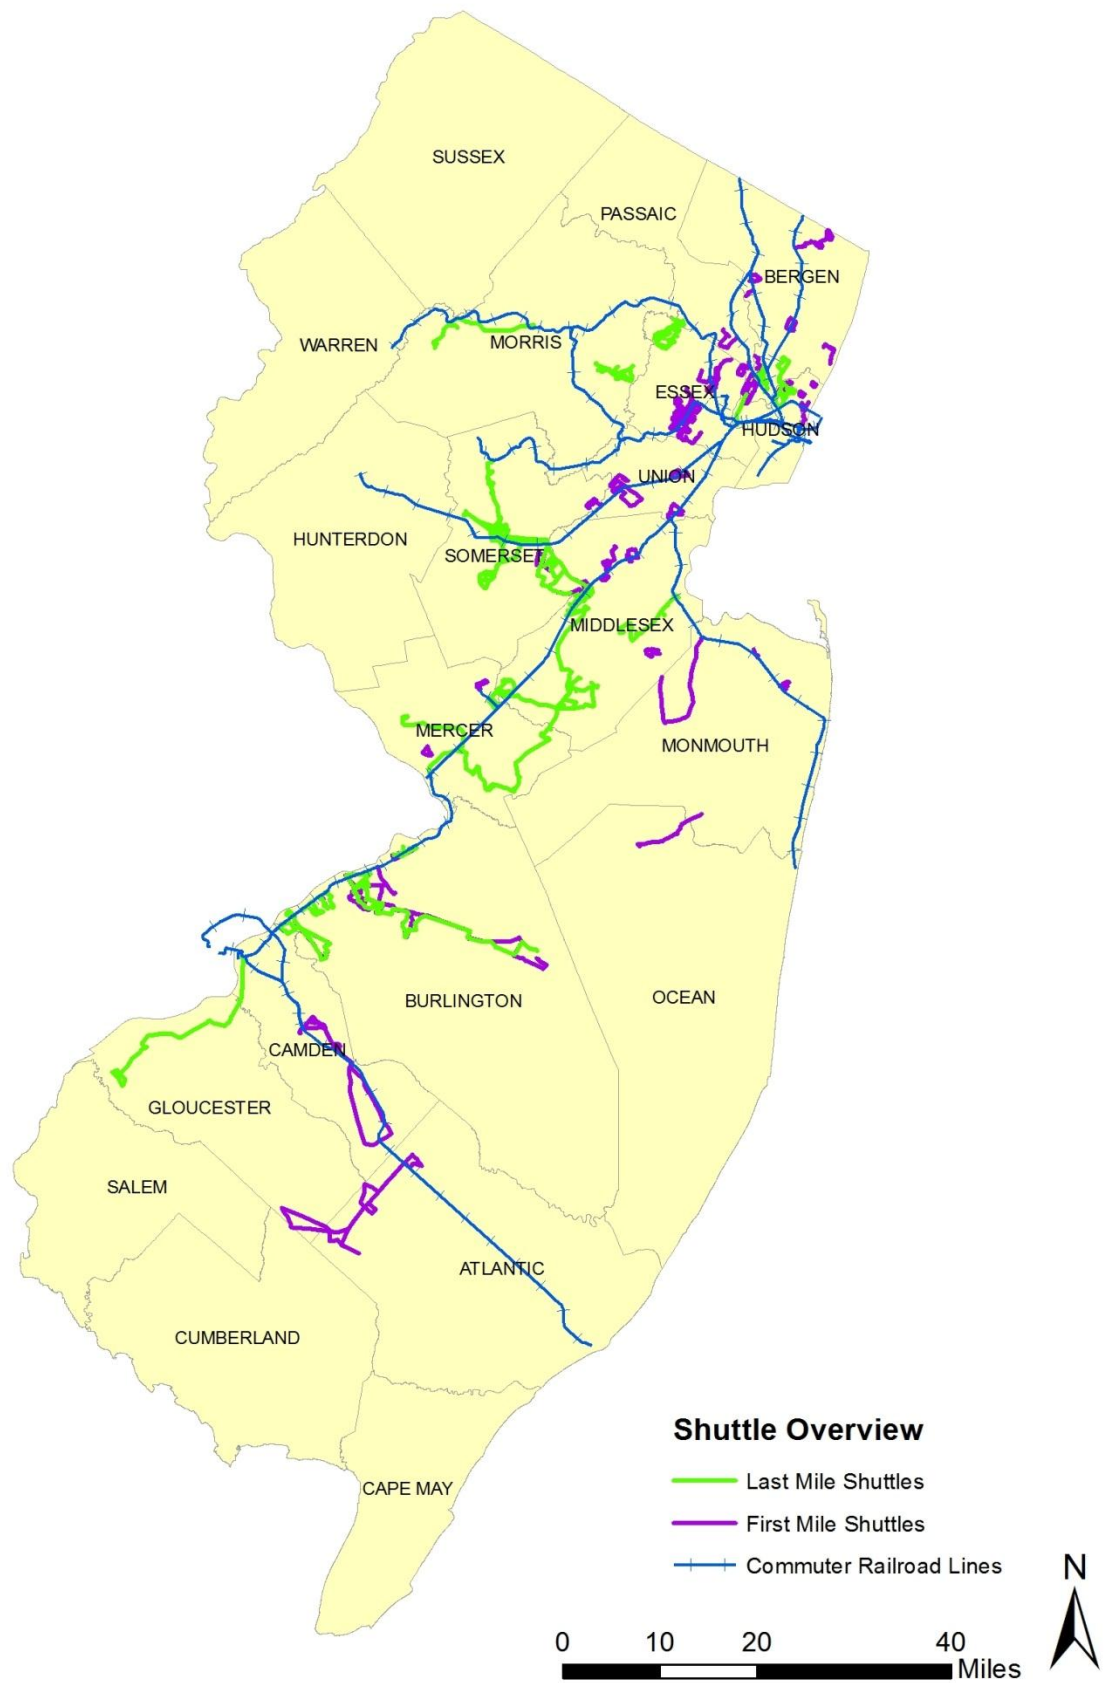 SUSSEX
PASSAIC
BERGEN
WARREN
MORRIS
ESSEX
HUDSON
UNION
HUNTERDON
SOMERSET
MIDDLESEX
MERCER
MONMOUTH
OCEAN
BURLINGTON
CAMDEN
GLOUCESTER
SALEM
ATLANTIC
CUMBERLAND
CAPE MAY
Shuttle Overview
Last Mile Shuttles
First Mile Shuttles
Commuter Railroad Lines
N
0 10 20 40
Miles